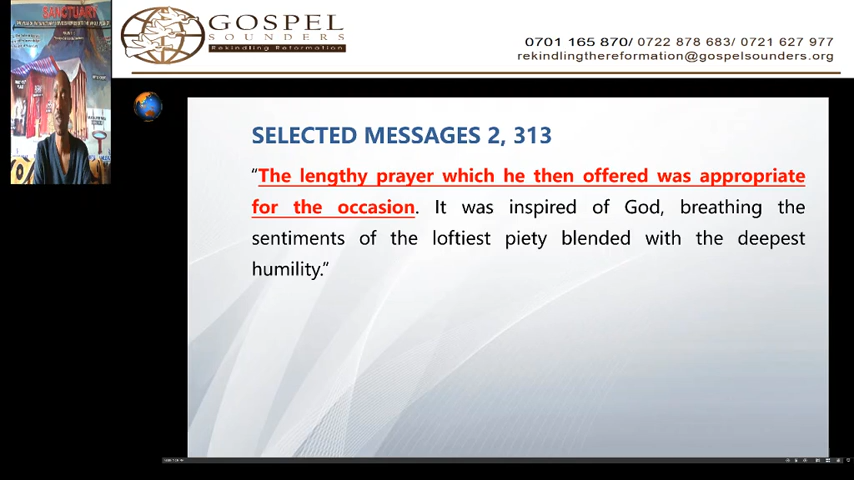 SANCTUARY
GOSPEL
SOUNDERS
Rekindling Reformation
0701 165 870/ 0722 878 683/ 0721 627 977
rekindlingthereformation@gospelsounders.org
SELECTED MESSAGES 2, 313
“The lengthy prayer which he then offered was appropriate
for the occasion. It was inspired of God, breathing the
sentiments of the loftiest piety blended with the deepest
humility.”